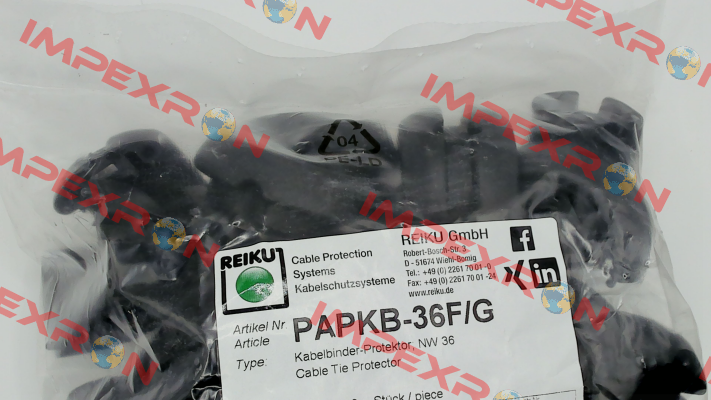 04
PE-LD
REIKU
Cable Protection
Systems
Kabelschutzsysteme
REIKU GmbH
Robert-Bosch-Str. 3
D - 51674 Wiehl-Bomig
Tel.: +49 (0) 2261 70 01 -0
Fax: +49 (0) 2261 70 01 -24
www.reiku.de
f
X in
Artikel Nr
Article
PAPKB-36F/G
Type:
Kabelbinder-Protektor, NW 36
Cable Tie Protector
Stück / piece
IMPEXRON
IMPEXRON
IMPEXRON
IMPEXRON
IMPEXRON
IMPEXRON